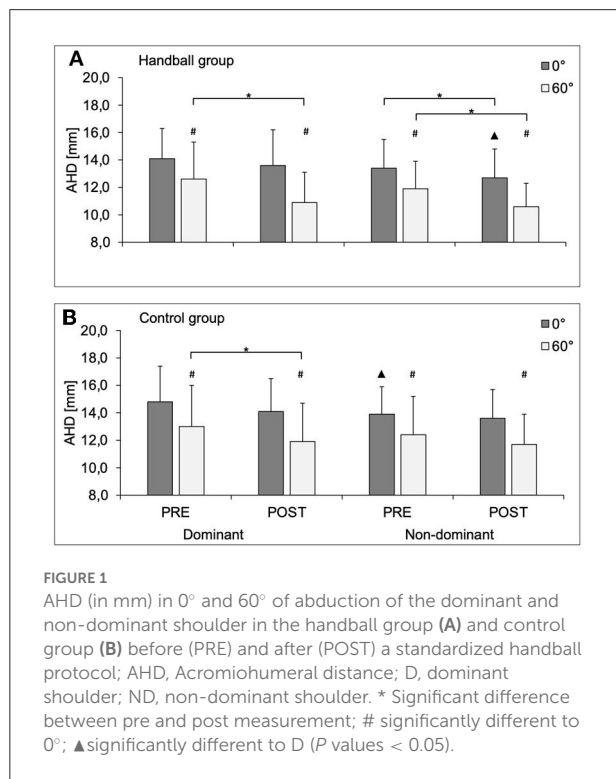 A Handball group
20,0
18,0
16,0
14,0
12,0
10,0
8,0
AHD [mm]
0°
60°
*
*
*
#
#
#
▲
#
B Control group
20,0
18,0
16,0
14,0
12,0
10,0
8,0
AHD [mm]
0°
60°
*
#
#
▲
#
#
PRE POST PRE POST
Dominant Non-dominant
FIGURE 1
AHD (in mm) in 0° and 60° of abduction of the dominant and
non-dominant shoulder in the handball group (A) and control
group (B) before (PRE) and after (POST) a standardized handball
protocol; AHD, Acromiohumeral distance; D, dominant
shoulder; ND, non-dominant shoulder. * Significant difference
between pre and post measurement; # significantly different to
0°; ▲significantly different to D (P values < 0.05).